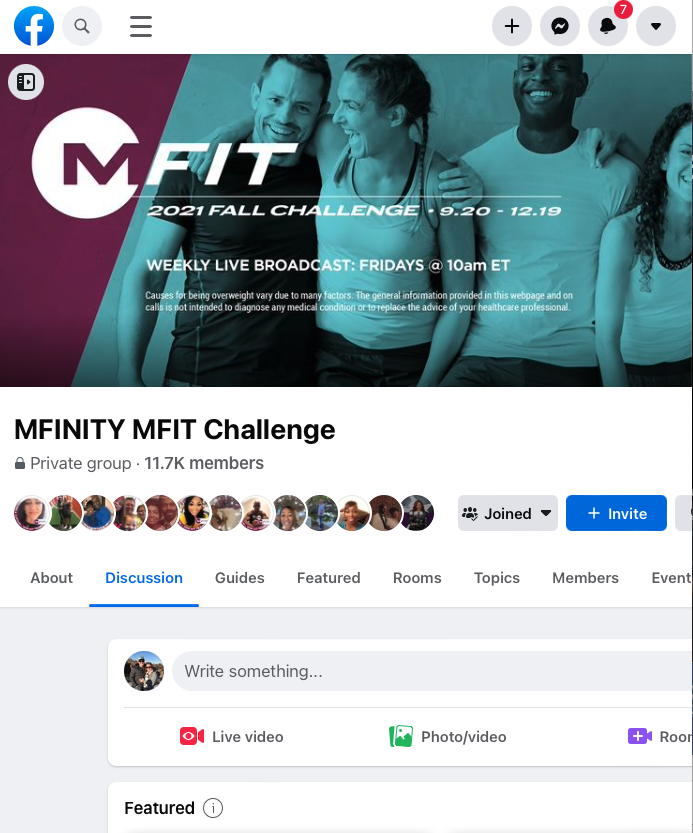 7
MFIT
2021 FALL CHALLENGE • 9.20 - 12.19
WEEKLY LIVE BROADCAST: FRIDAYS @ 10am ET
Causes for being overweight vary due to many factors. The general information provided in this webpage and on
calls is not intended to diagnose any medical condition or to replace the advice of your healthcare professional.
MFINITY MFIT Challenge
Private group · 11.7K members
Joined + Invite
About Discussion Guides Featured Rooms Topics Members Event
Write something...
Live video Photo/video Roo
Featured